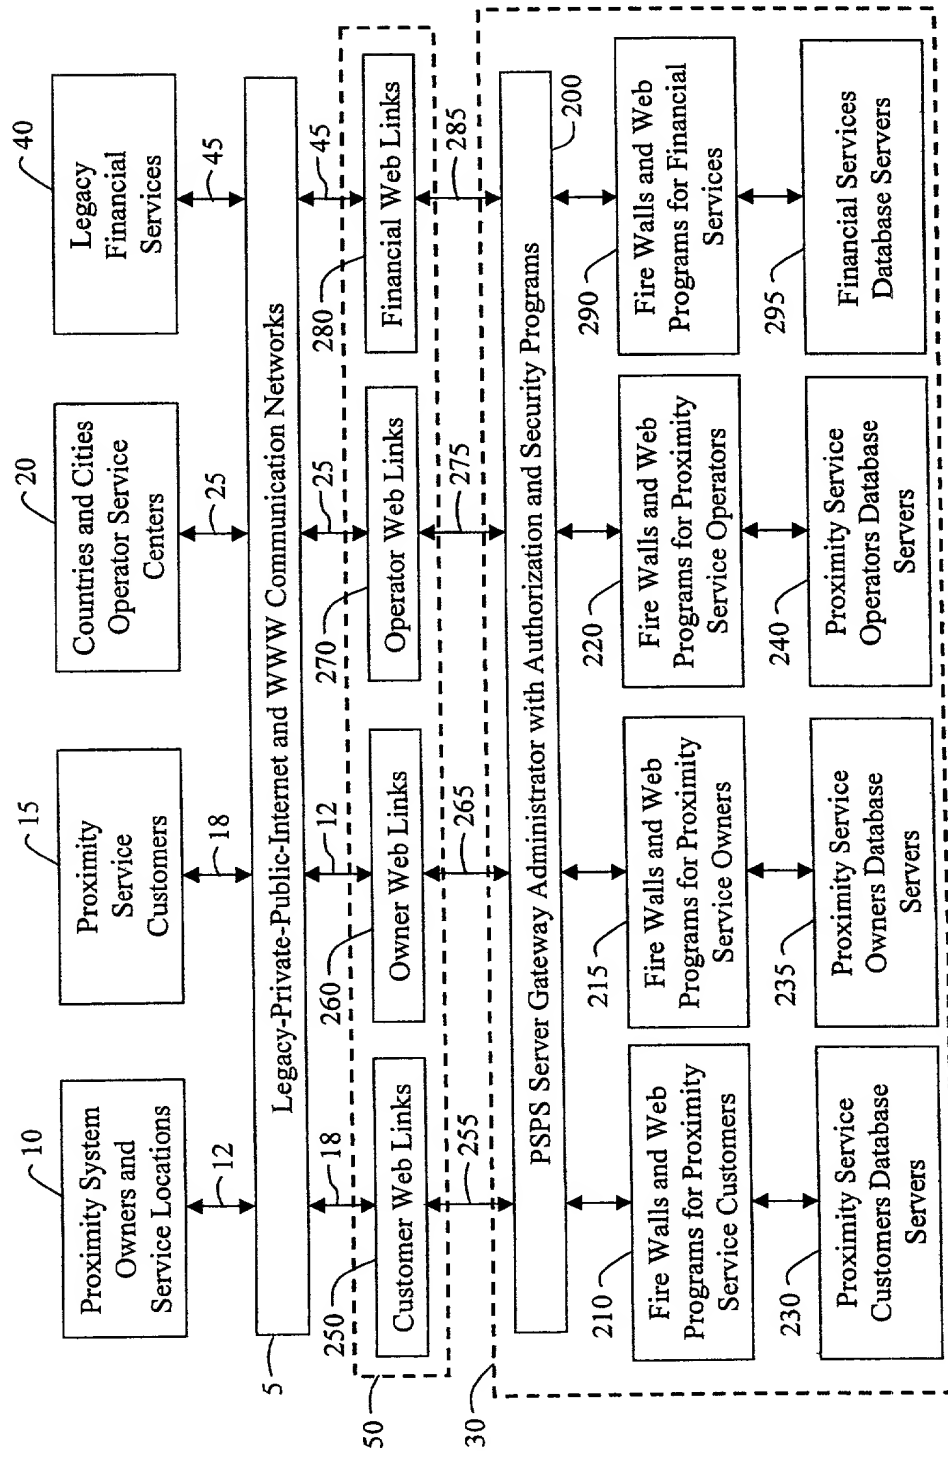 10
Proximity System
Owners and
Service Locations
15
Proximity
Service
Customers
20
Countries and Cities
Operator Service
Centers
40
Legacy
Financial
Services
12
18
25
45
5
Legacy-Private-Public-Internet and WWW Communication Networks
18
12
25
45
50
250
Customer Web Links
260
Owner Web Links
270
Operator Web Links
280
Financial Web Links
255
265
275
285
30
PSPS Server Gateway Administrator with Authorization and Security Programs
200
210
Fire Walls and Web
Programs for Proximity
Service Customers
215
Fire Walls and Web
Programs for Proximity
Service Owners
220
Fire Walls and Web
Programs for Proximity
Service Operators
290
Fire Walls and Web
Programs for Financial
Services
230
Proximity Service
Customers Database
Servers
235
Proximity Service
Owners Database
Servers
240
Proximity Service
Operators Database
Servers
295
Financial Services
Database Servers